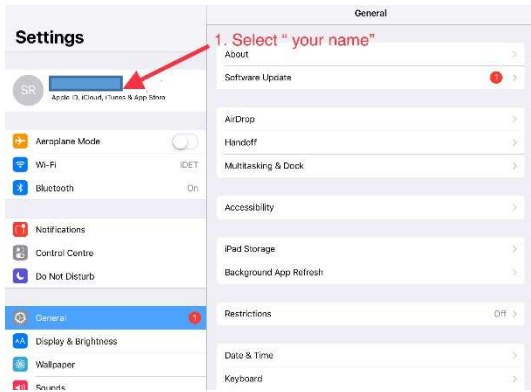 General
Settings
1. Select “ your name”
About
Software Update 1
SR
Apple ID, iCloud, iTunes & App Store
AirDrop
Handoff
Multitasking & Dock
Aeroplane Mode
Wi-Fi iDET
Bluetooth On
Accessibility
Notifications
Control Centre
Do Not Disturb
iPad Storage
Background App Refresh
General 1
Display & Brightness
Wallpaper
Sounds
Restrictions Off
Date & Time
Keyboard